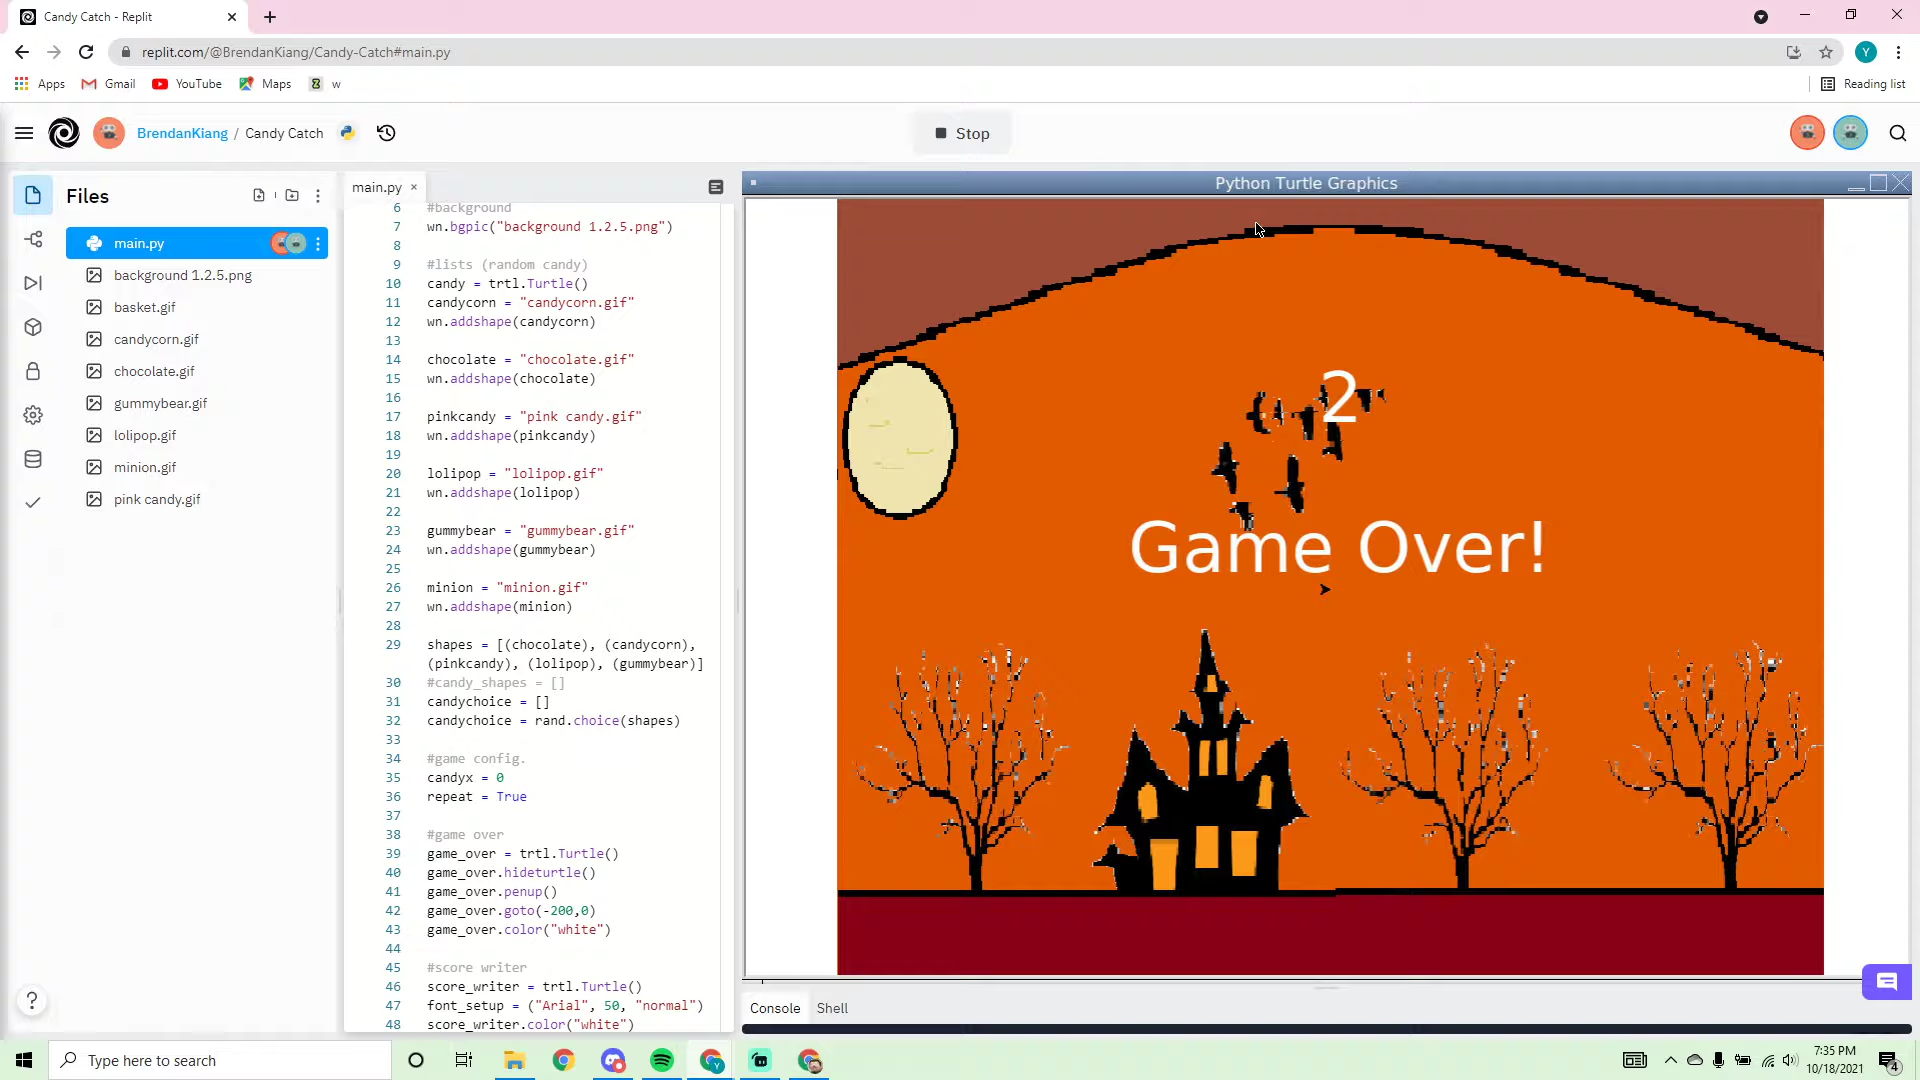 Candy Catch - Replit
replit.com/@BrendanKiang/Candy-Catch#main.py
Y
Apps
Gmail
YouTube
Maps
w
Reading list
BrendanKiang / Candy Catch
Stop
Files
main.py
background 1.2.5.png
basket.gif
candycorn.gif
chocolate.gif
gummybear.gif
lolipop.gif
minion.gif
pink candy.gif
main.py
6 #background
7 wn.bgpic("background 1.2.5.png")
8
9 #lists (random candy)
10 candy = trtl.Turtle()
11 candycorn = "candycorn.gif"
12 wn.addshape(candycorn)
13
14 chocolate = "chocolate.gif"
15 wn.addshape(chocolate)
16
17 pinkcandy = "pink candy.gif"
18 wn.addshape(pinkcandy)
19
20 lolipop = "lolipop.gif"
21 wn.addshape(lolipop)
22
23 gummybear = "gummybear.gif"
24 wn.addshape(gummybear)
25
26 minion = "minion.gif"
27 wn.addshape(minion)
28
29 shapes = [(chocolate), (candycorn),
(pinkcandy), (lolipop), (gummybear)]
30 #candy_shapes = []
31 candychoice = []
32 candychoice = rand.choice(shapes)
33
34 #game config.
35 candyx = 0
36 repeat = True
37
38 #game over
39 game_over = trtl.Turtle()
40 game_over.hideturtle()
41 game_over.penup()
42 game_over.goto(-200,0)
43 game_over.color("white")
44
45 #score writer
46 score_writer = trtl.Turtle()
47 font_setup = ("Arial", 50, "normal")
48 score_writer.color("white")
Python Turtle Graphics
2
Game Over!
Console
Shell
?
Type here to search
7:35 PM
10/18/2021
4